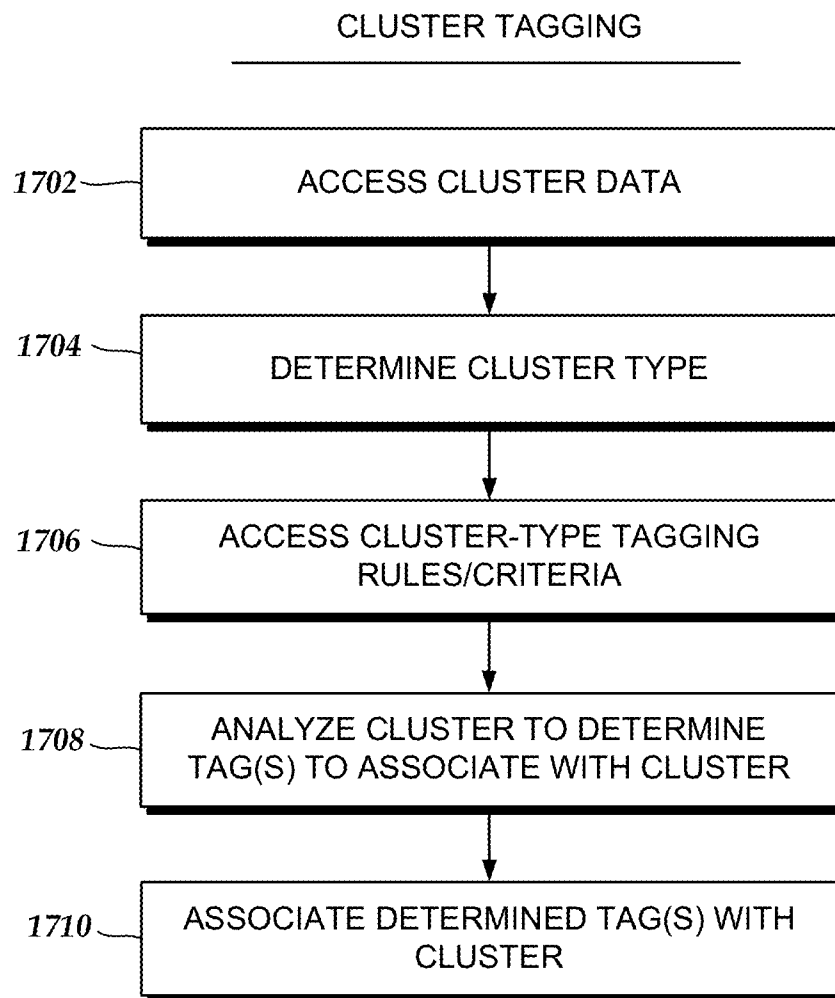 CLUSTER TAGGING
1702
ACCESS CLUSTER DATA
1704
DETERMINE CLUSTER TYPE
1706
ACCESS CLUSTER-TYPE TAGGING
RULES/CRITERIA
1708
ANALYZE CLUSTER TO DETERMINE
TAG(S) TO ASSOCIATE WITH CLUSTER
1710
ASSOCIATE DETERMINED TAG(S) WITH
CLUSTER